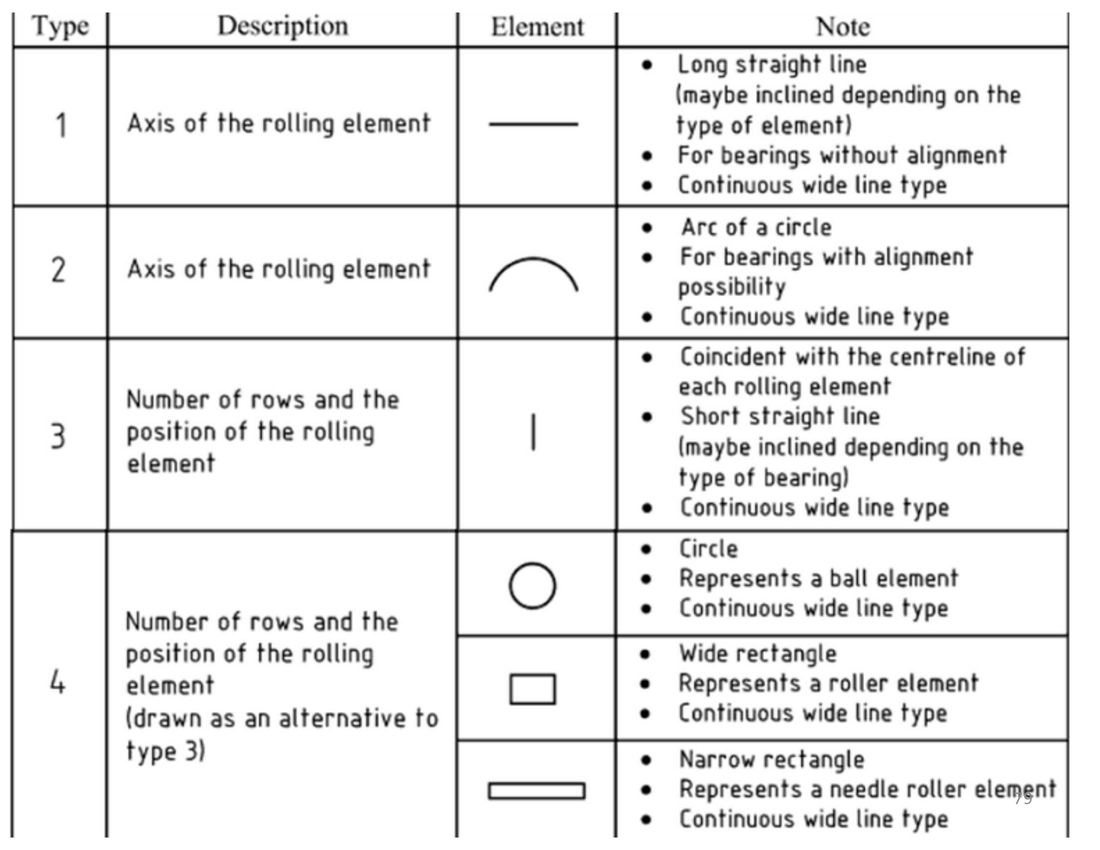 Type Description Element Note
1
Axis of the rolling element
• Long straight line
(maybe inclined depending on the
type of element)
• For bearings without alignment
• Continuous wide line type
2
Axis of the rolling element
• Arc of a circle
• For bearings with alignment
possibility
• Continuous wide line type
3
Number of rows and the
position of the rolling
element
• Coincident with the centreline of
each rolling element
• Short straight line
(maybe inclined depending on the
type of bearing)
• Continuous wide line type
4
Number of rows and the
position of the rolling
element
(drawn as an alternative to
type 3)
• Circle
• Represents a ball element
• Continuous wide line type
• Wide rectangle
• Represents a roller element
• Continuous wide line type
• Narrow rectangle
• Represents a needle roller element
• Continuous wide line type
79